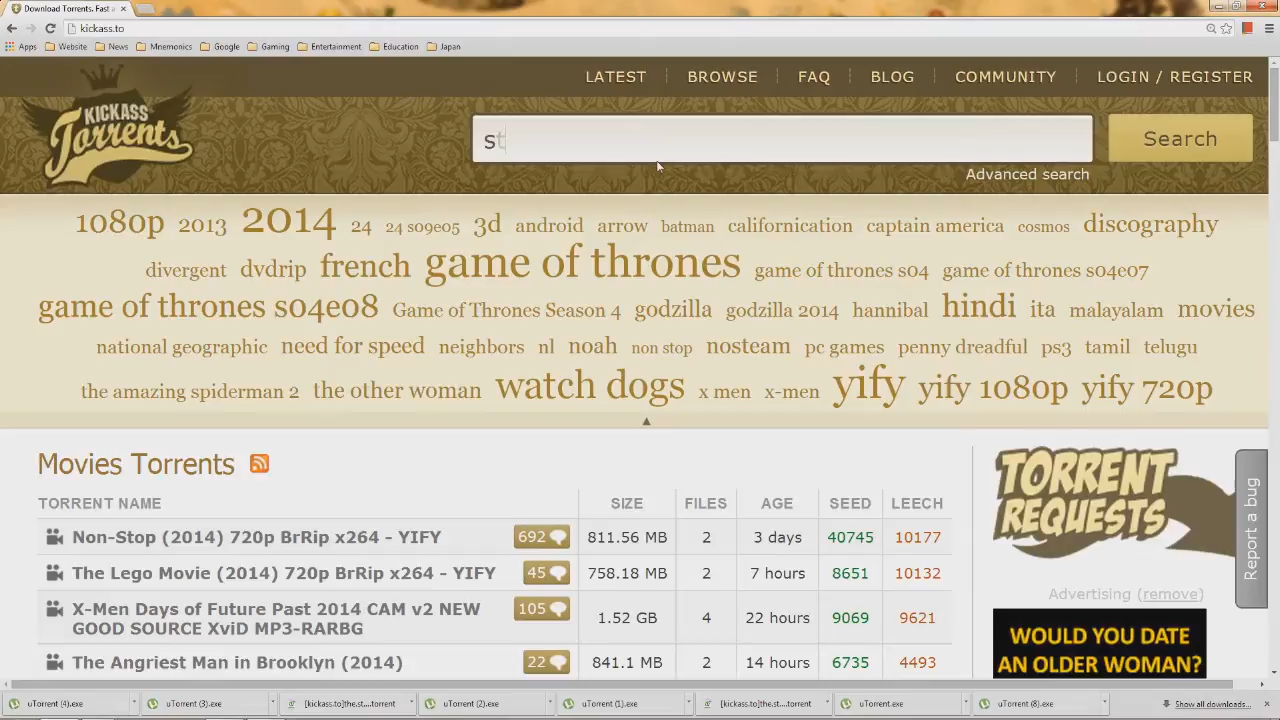 Download Torrents. Fast a
kickass.to
Apps Website News Mnemonics Google Gaming Entertainment Education Japan
KICKASS
Torrents
LATEST BROWSE FAQ BLOG COMMUNITY LOGIN / REGISTER
st
Search
Advanced search
1080p 2013 2014 24 24 s09e05 3d android arrow batman californication captain america cosmos discography
divergent dvdrip french game of thrones game of thrones s04 game of thrones s04e07
game of thrones s04e08 Game of Thrones Season 4 godzilla godzilla 2014 hannibal hindi ita malayalam movies
national geographic need for speed neighbors nl noah non stop nosteam pc games penny dreadful ps3 tamil telugu
the amazing spiderman 2 the other woman watch dogs x men x-men yify yify 1080p yify 720p
Movies Torrents
TORRENT NAME SIZE FILES AGE SEED LEECH
Non-Stop (2014) 720p BrRip x264 - YIFY 692 811.56 MB 2 3 days 40745 10177
The Lego Movie (2014) 720p BrRip x264 - YIFY 45 758.18 MB 2 7 hours 8651 10132
X-Men Days of Future Past 2014 CAM v2 NEW
GOOD SOURCE XviD MP3-RARBG 105 1.52 GB 4 22 hours 9069 9621
The Angriest Man in Brooklyn (2014) 22 841.1 MB 2 14 hours 6735 4493
TORRENT
REQUESTS
Report a bug
Advertising (remove)
WOULD YOU DATE
AN OLDER WOMAN?
uTorrent (4).exe uTorrent (3).exe [kickass.to]the.st....torrent uTorrent (2).exe uTorrent (1).exe [kickass.to]the.st....torrent uTorrent.exe uTorrent (8).exe Show all downloads...